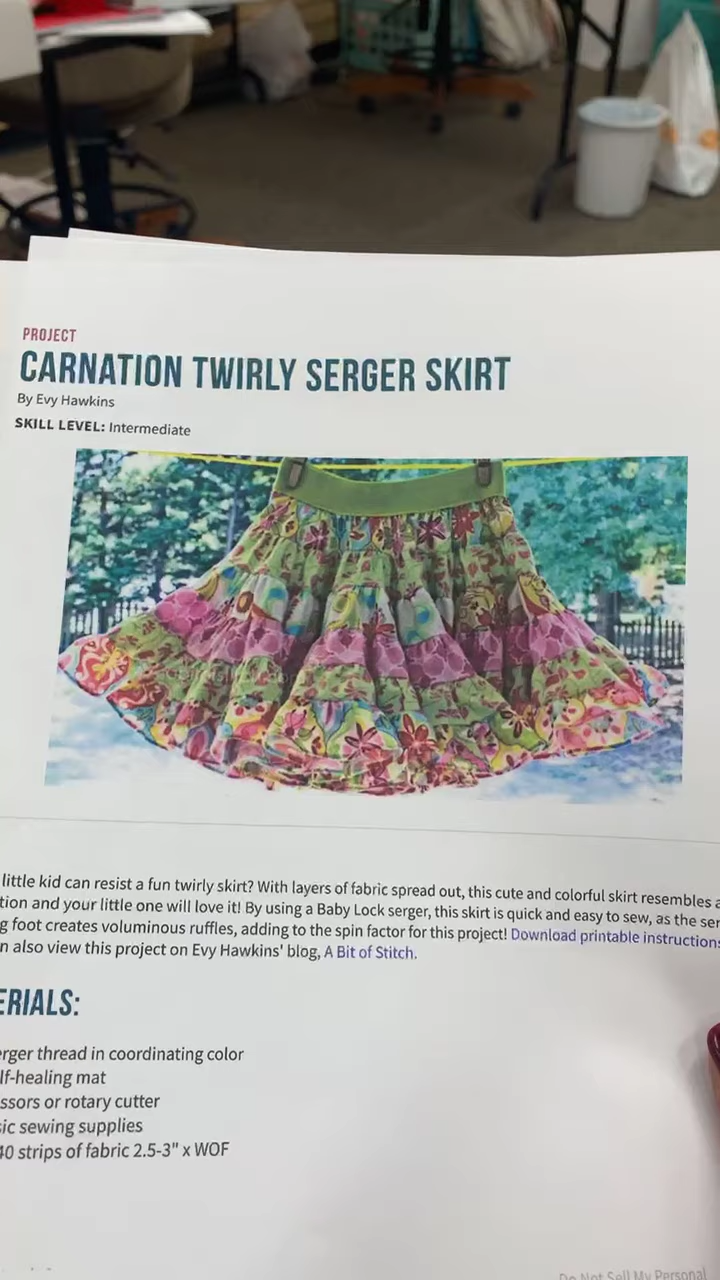 PROJECT
CARNATION TWIRLY SERGER SKIRT
By Evy Hawkins
SKILL LEVEL: Intermediate
little kid can resist a fun twirly skirt? With layers of fabric spread out, this cute and colorful skirt resembles a
tion and your little one will love it! By using a Baby Lock serger, this skirt is quick and easy to sew, as the ser
g foot creates voluminous ruffles, adding to the spin factor for this project! Download printable instructions
n also view this project on Evy Hawkins' blog, A Bit of Stitch.
ERIALS:
erger thread in coordinating color
lf-healing mat
ssors or rotary cutter
sic sewing supplies
40 strips of fabric 2.5-3" x WOF
Do Not Sell My Personal